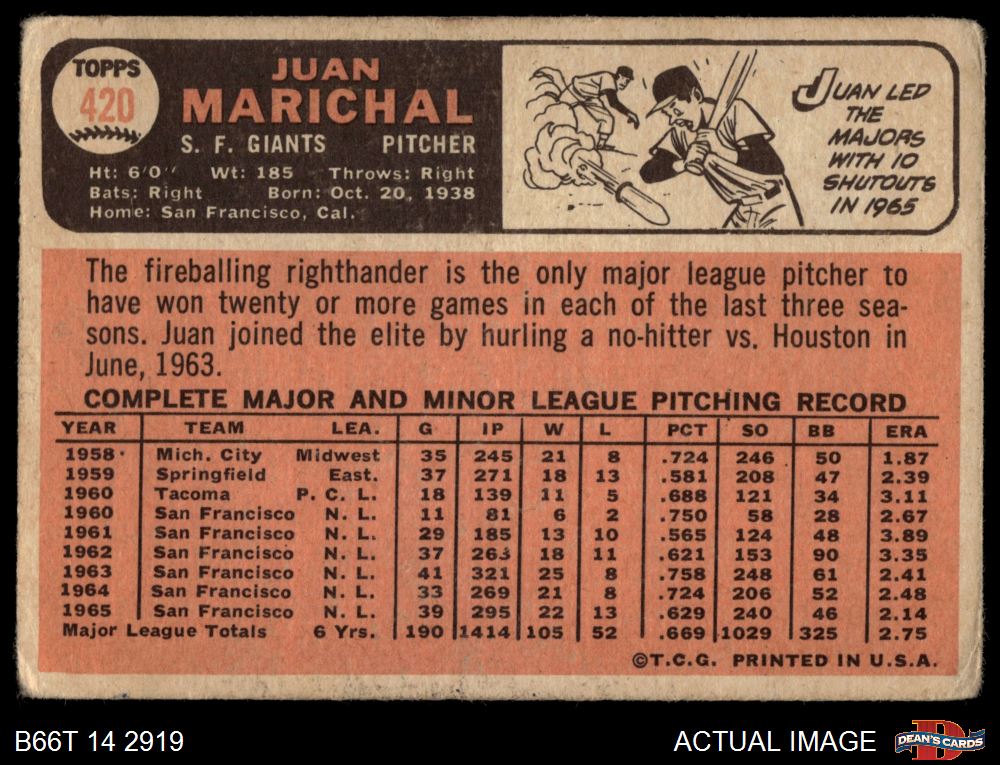 TOPPS
420
JUAN
MARICHAL
S. F. GIANTS PITCHER
Ht: 6'0" Wt: 185 Throws: Right
Bats: Right Born: Oct. 20, 1938
Home: San Francisco, Cal.
JUAN LED
THE
MAJORS
WITH 10
SHUTOUTS
IN 1965
The fireballing righthander is the only major league pitcher to
have won twenty or more games in each of the last three sea-
sons. Juan joined the elite by hurling a no-hitter vs. Houston in
June, 1963.
COMPLETE MAJOR AND MINOR LEAGUE PITCHING RECORD
YEAR TEAM LEA. G IP W L PCT SO BB ERA
1958 Mich. City Midwest 35 245 21 8 .724 246 50 1.87
1959 Springfield East. 37 271 18 13 .581 208 47 2.39
1960 Tacoma P. C. L. 18 139 11 5 .688 121 34 3.11
1960 San Francisco N. L. 11 81 6 2 .750 58 28 2.67
1961 San Francisco N. L. 29 185 13 10 .565 124 48 3.89
1962 San Francisco N. L. 37 263 18 11 .621 153 90 3.35
1963 San Francisco N. L. 41 321 25 8 .758 248 61 2.41
1964 San Francisco N. L. 33 269 21 8 .724 206 52 2.48
1965 San Francisco N. L. 39 295 22 13 .629 240 46 2.14
Major League Totals 6 Yrs. 190 1414 105 52 .669 1029 325 2.75
©T.C.G. PRINTED IN U.S.A.
B66T 14 2919
ACTUAL IMAGE
DEAN'S CARDS